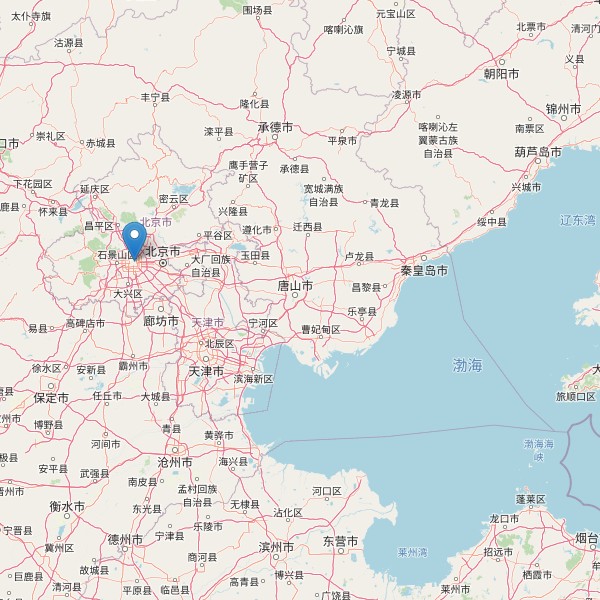 围场县
元宝山区
太仆寺旗
喀喇沁旗
北票市
清河门
沽源县
宁城县
义县
朝阳市
丰宁县
隆化县
凌源市
锦州市
承德市
喀喇沁左
翼蒙古族
自治县
南票区
崇礼区
赤城县
滦平县
平泉市
口市
葫芦岛市
鹰手营子
矿区
承德县
下花园区
延庆区
密云区
宽城满族
自治县
兴城市
鹿县
怀来县
兴隆县
青龙县
绥中县
辽东湾
昌平区
北京市
平谷区
遵化市
迁西县
石景山区
北京市
大厂回族
自治县
玉田县
卢龙县
秦皇岛市
大兴区
唐山市
昌黎县
易县
高碑店市
廊坊市
天津市
宁河区
曹妃甸区
乐亭县
北辰区
徐水区
安新县
霸州市
天津市
滨海新区
渤海
旅顺口区
保定市
任丘市
大城县
博野县
青县
黄骅市
河间市
渤海海
峡
安平县
武强县
沧州市
海兴县
晋州市
南皮县
孟村回族
自治县
河口区
蓬莱区
衡水市
东光县
无棣县
沾化区
龙口市
宁晋县
冀州市
德州市
宁津县
乐陵市
滨州市
东营市
莱州湾
招远市
烟台
巨鹿县
故城县
商河县
清河县
平原县
临邑县
高青县
博兴县
广饶县
莱州市
栖霞市